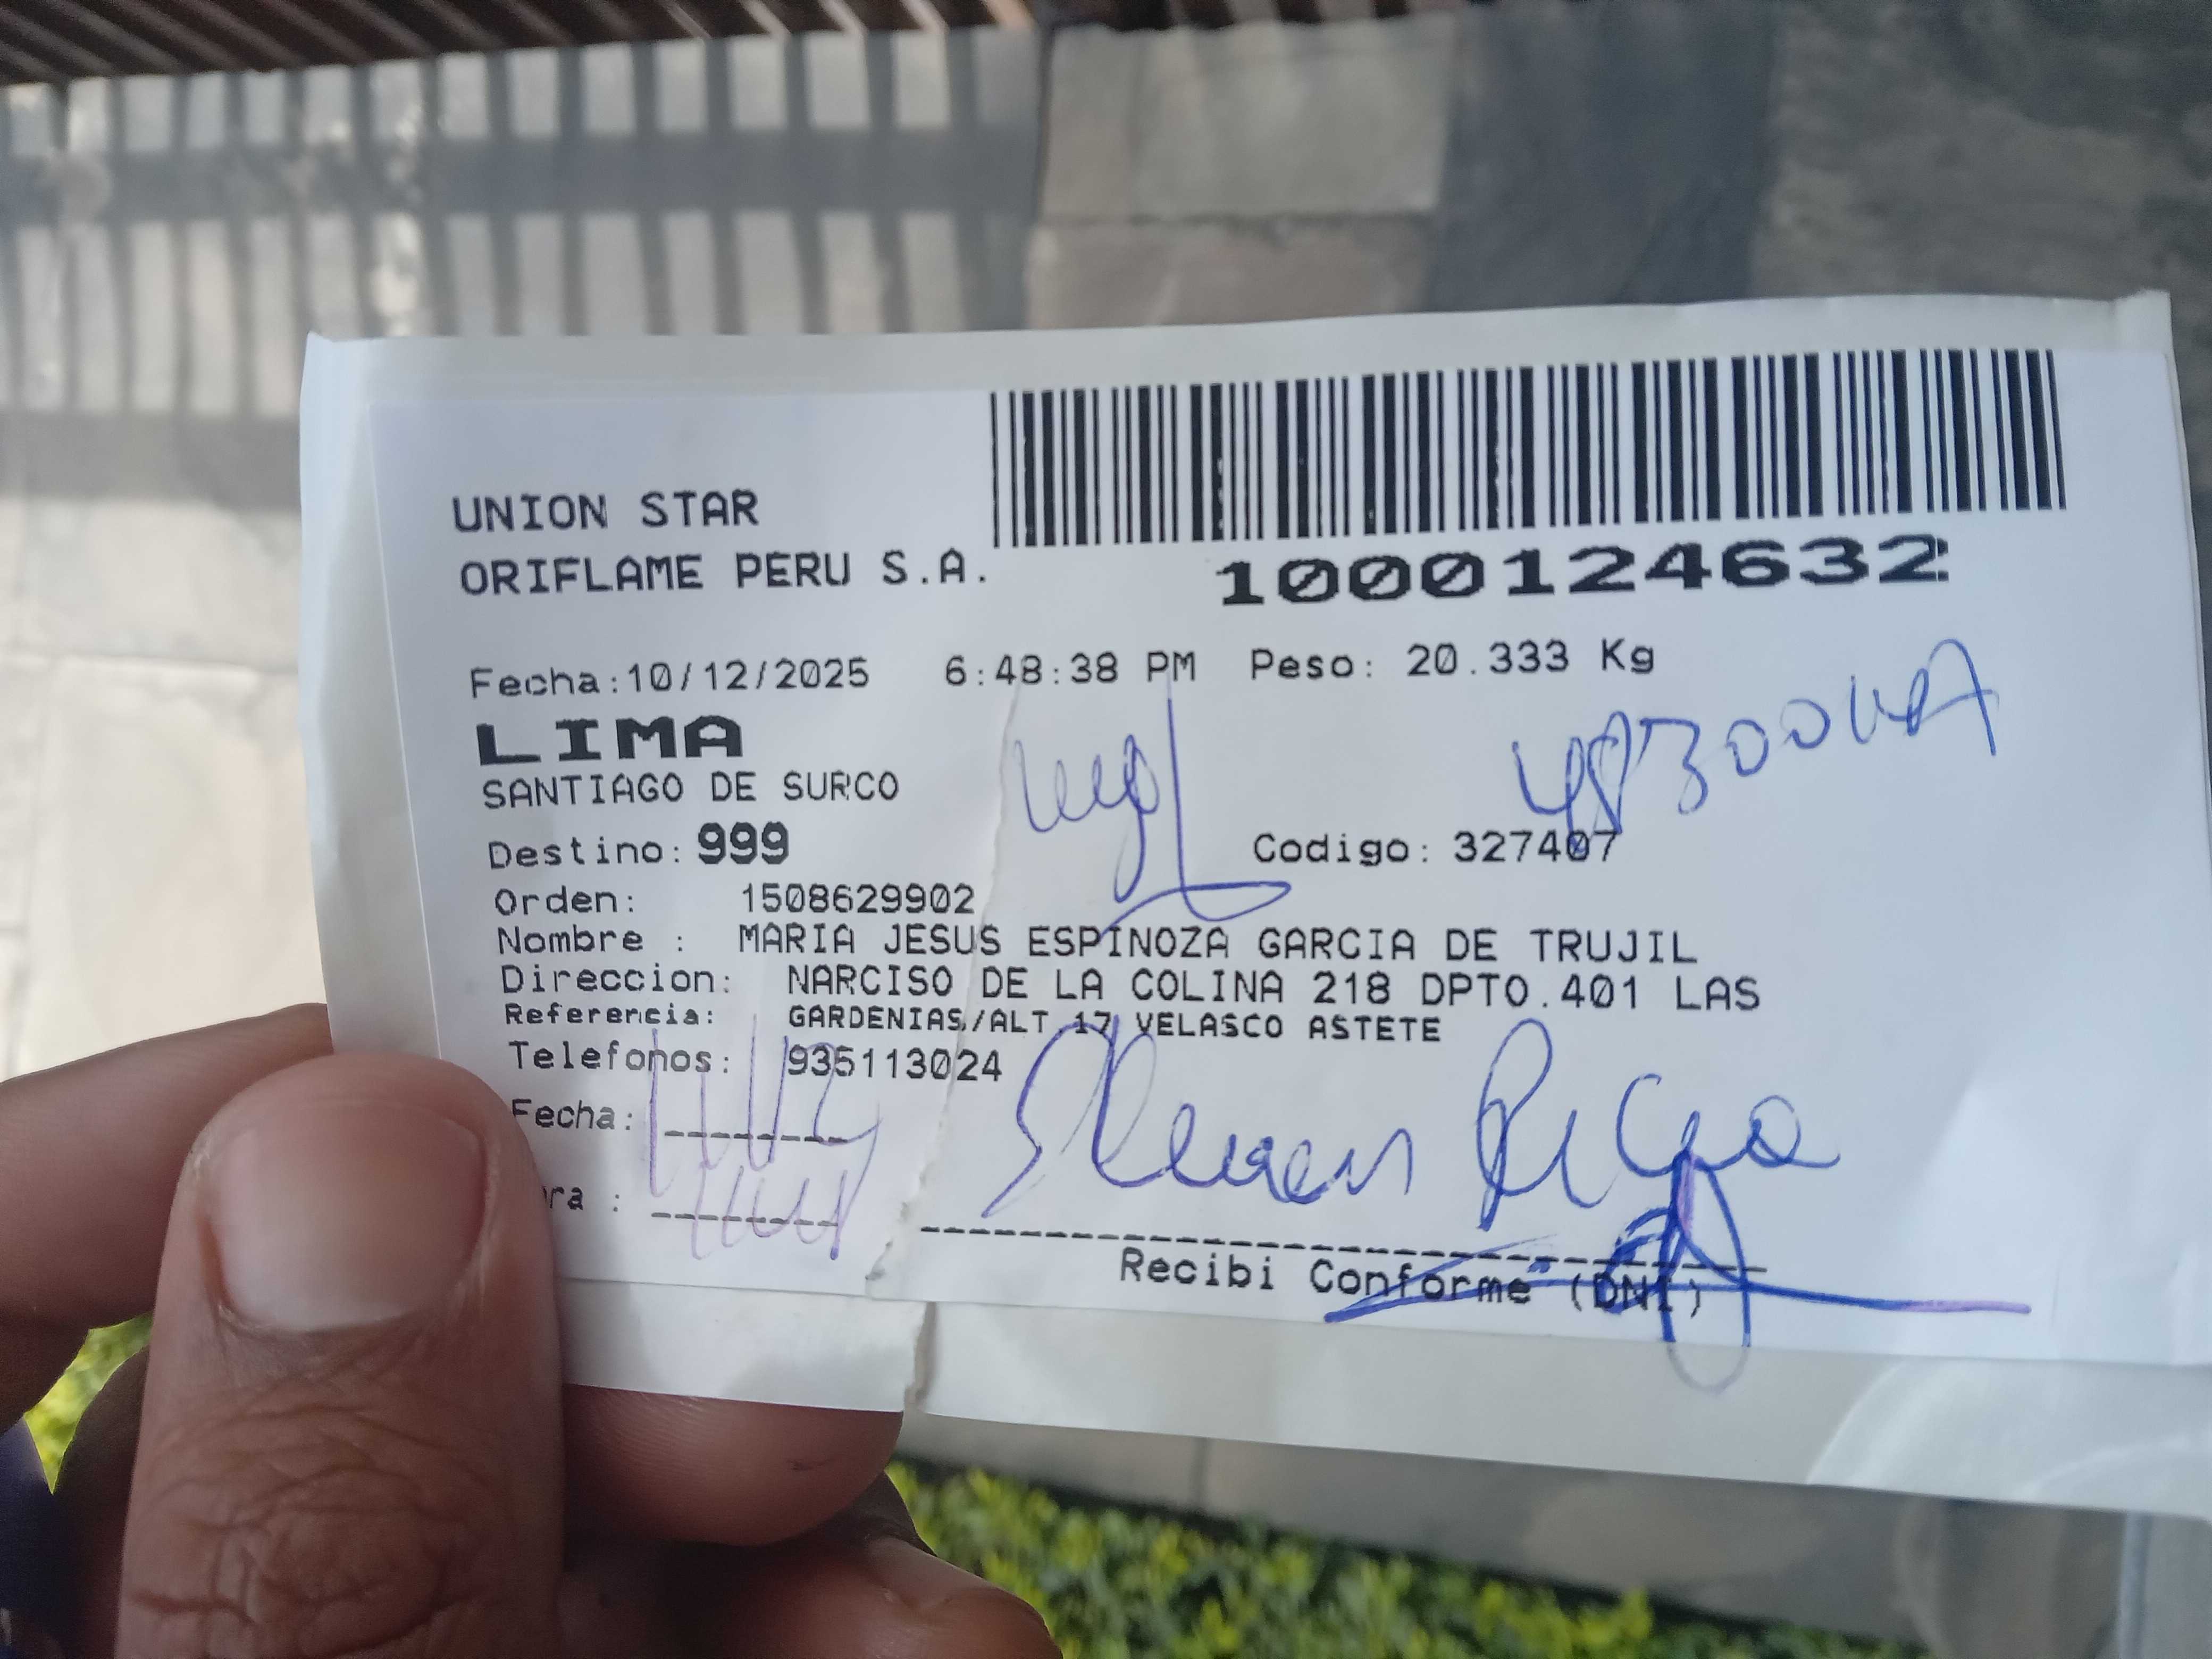 UNION STAR
ORIFLAME PERU S.A.
1000124632
Fecha:10/12/2025 6:48:38 PM Peso: 20.333 Kg
LIMA
SANTIAGO DE SURCO
Destino: 999 Codigo: 327407
Orden: 1508629902
Nombre : MARIA JESUS ESPINOZA GARCIA DE TRUJIL
Direccion: NARCISO DE LA COLINA 218 DPTO.401 LAS
Referencia: GARDENIAS/ALT.17 VELASCO ASTETE
Telefonos: 935113024
Fecha:
ra :
Recibi Conforme (DNI)